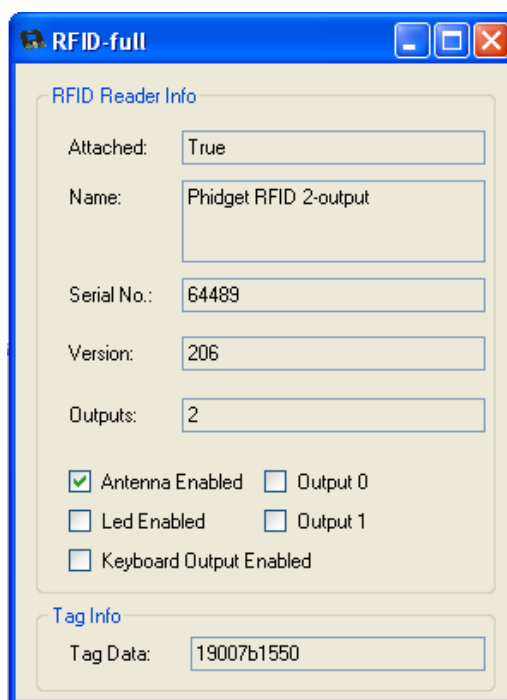 RFID-full
RFID Reader Info
Attached: True
Name: Phidget RFID 2-output
Serial No.: 64489
Version: 206
Outputs: 2
Antenna Enabled Output 0
Led Enabled Output 1
Keyboard Output Enabled
Tag Info
Tag Data: 19007b1550